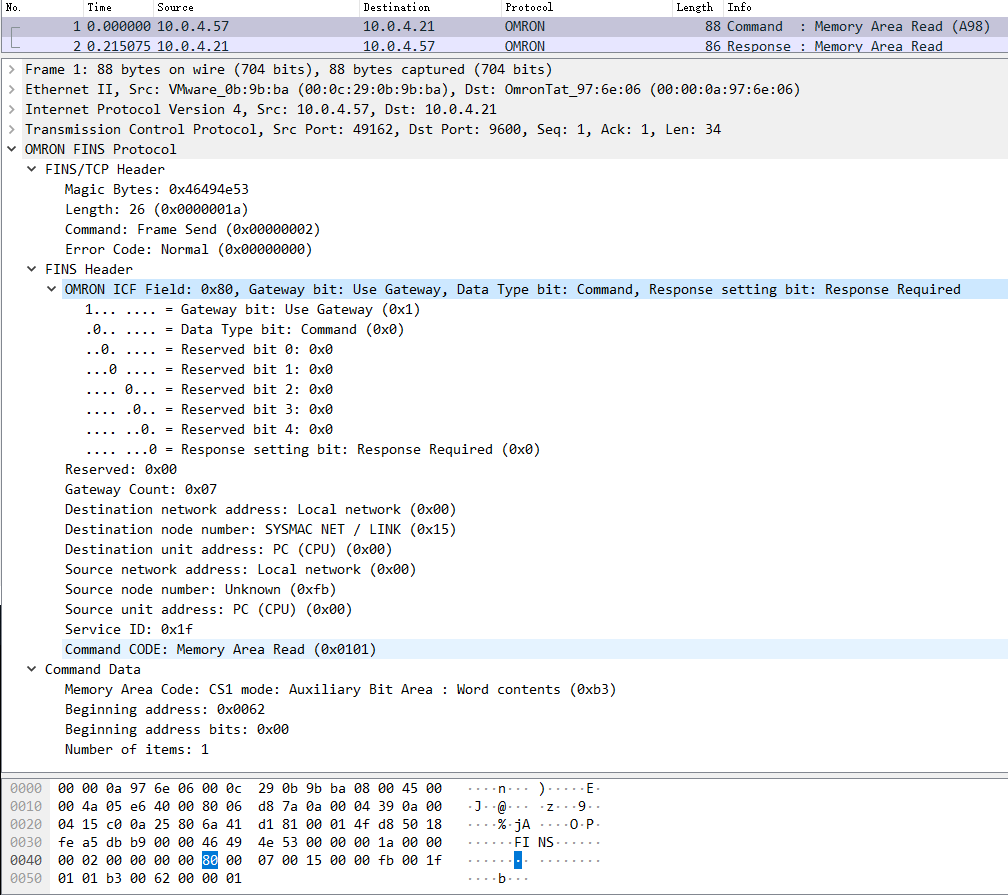 No. Time Source Destination Protocol Length Info
1 0.000000 10.0.4.57 10.0.4.21 OMRON 88 Command : Memory Area Read (A98)
2 0.215075 10.0.4.21 10.0.4.57 OMRON 86 Response : Memory Area Read
Frame 1: 88 bytes on wire (704 bits), 88 bytes captured (704 bits)
Ethernet II, Src: VMware_0b:9b:ba (00:0c:29:0b:9b:ba), Dst: OmronTat_97:6e:06 (00:00:0a:97:6e:06)
Internet Protocol Version 4, Src: 10.0.4.57, Dst: 10.0.4.21
Transmission Control Protocol, Src Port: 49162, Dst Port: 9600, Seq: 1, Ack: 1, Len: 34
OMRON FINS Protocol
FINS/TCP Header
Magic Bytes: 0x46494e53
Length: 26 (0x0000001a)
Command: Frame Send (0x00000002)
Error Code: Normal (0x00000000)
FINS Header
OMRON ICF Field: 0x80, Gateway bit: Use Gateway, Data Type bit: Command, Response setting bit: Response Required
1... .... = Gateway bit: Use Gateway (0x1)
.0.. .... = Data Type bit: Command (0x0)
..0. .... = Reserved bit 0: 0x0
...0 .... = Reserved bit 1: 0x0
.... 0... = Reserved bit 2: 0x0
.... .0.. = Reserved bit 3: 0x0
.... ..0. = Reserved bit 4: 0x0
.... ...0 = Response setting bit: Response Required (0x0)
Reserved: 0x00
Gateway Count: 0x07
Destination network address: Local network (0x00)
Destination node number: SYSMAC NET / LINK (0x15)
Destination unit address: PC (CPU) (0x00)
Source network address: Local network (0x00)
Source node number: Unknown (0xfb)
Source unit address: PC (CPU) (0x00)
Service ID: 0x1f
Command CODE: Memory Area Read (0x0101)
Command Data
Memory Area Code: CS1 mode: Auxiliary Bit Area : Word contents (0xb3)
Beginning address: 0x0062
Beginning address bits: 0x00
Number of items: 1
0000 00 00 0a 97 6e 06 00 0c 29 0b 9b ba 08 00 45 00 ····n··· )·····E·
0010 00 4a 05 e6 40 00 80 06 d8 7a 0a 00 04 39 0a 00 ·J··@··· ·z···9··
0020 04 15 c0 0a 25 80 6a 41 d1 81 00 01 4f d8 50 18 ····%·jA ····O·P·
0030 fe a5 db b9 00 00 46 49 4e 53 00 00 00 1a 00 00 ······FI NS······
0040 00 02 00 00 00 00 80 00 07 00 15 00 00 fb 00 1f ········ ········
0050 01 01 b3 00 62 00 00 01 ····b···